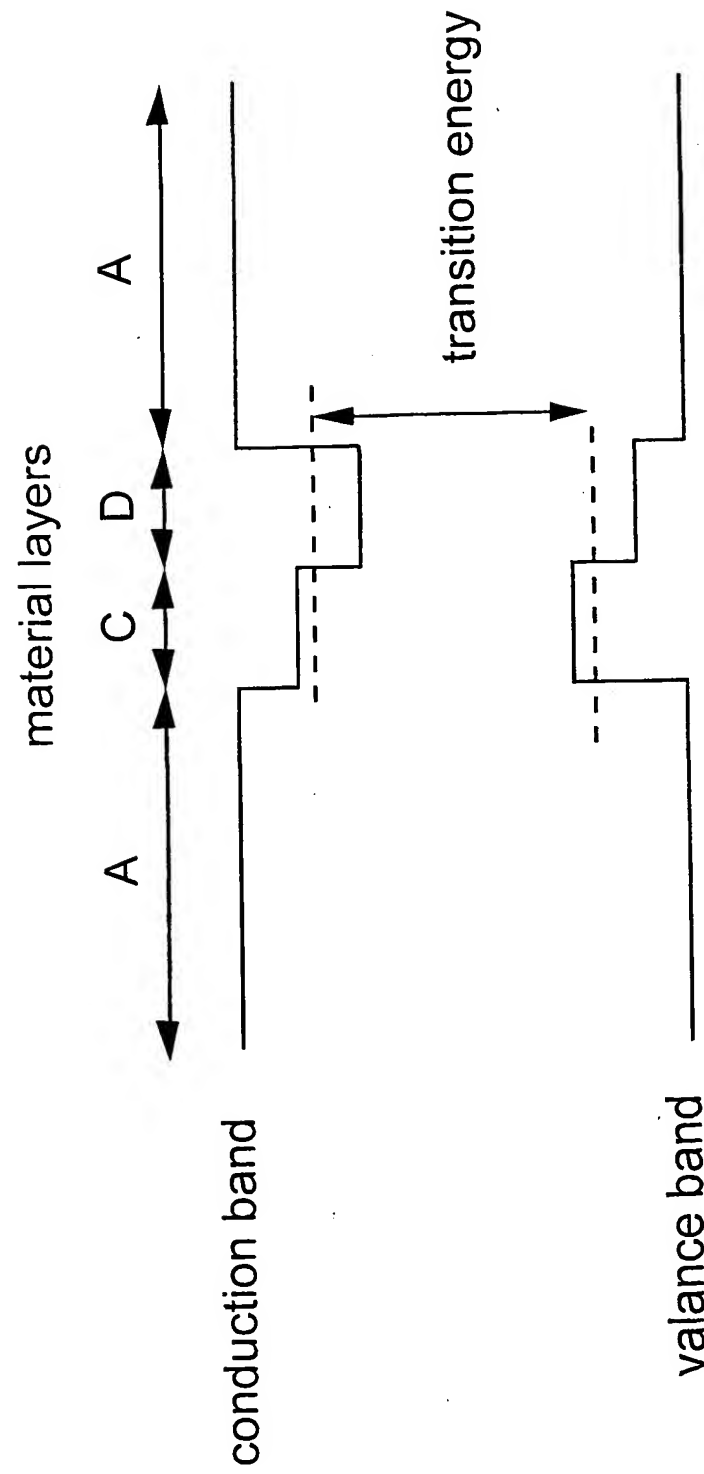 material layers
A
C
D
A
conduction band
transition energy
valance band